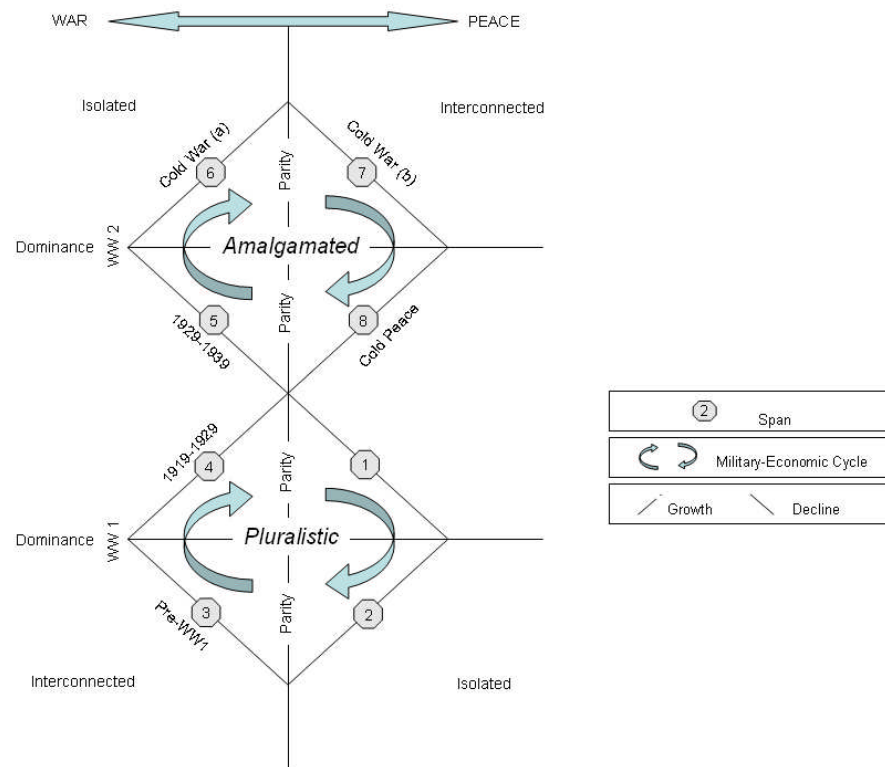 WAR
PEACE
Isolated
Interconnected
Cold War (a)
Cold War (b)
6
7
Parity
Dominance
WW 2
Amalgamated
Parity
5
8
1929-1939
Cold Peace
1919-1929
4
1
Parity
2
Span
Military-Economic Cycle
Growth
Decline
Dominance
WW 1
Pluralistic
Parity
3
2
Pre-WW1
Interconnected
Isolated